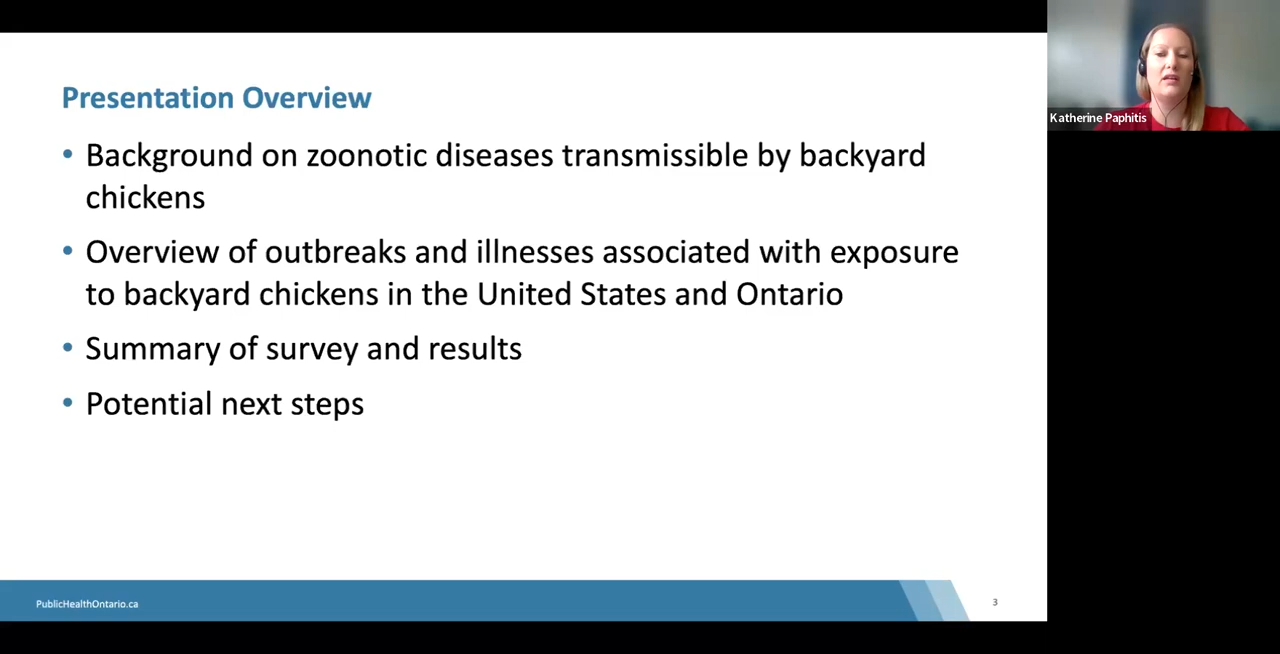 Presentation Overview
• Background on zoonotic diseases transmissible by backyard
chickens
• Overview of outbreaks and illnesses associated with exposure
to backyard chickens in the United States and Ontario
• Summary of survey and results
• Potential next steps
PublicHealthOntario.ca
3
Katherine Paphitis